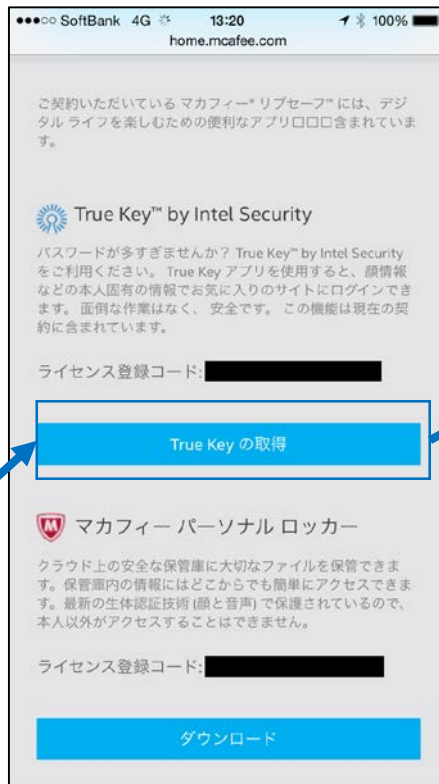 ●●●○○ SoftBank 4G 13:20 100%
home.mcafee.com
ご契約いただいている マカフィー® リブセーフ™ には、デジ
タル ライフを楽しむための便利なアプリ□□□含まれていま
す。
True Key™ by Intel Security
パスワードが多すぎませんか？ True Key™ by Intel Security
をご利用ください。 True Key アプリを使用すると、顔情報
などの本人固有の情報でお気に入りのサイトにログインでき
ます。 面倒な作業はなく、 安全です。 この機能は現在の契
約に含まれています。
ライセンス登録コード:
True Key の取得
マカフィー パーソナル ロッカー
クラウド上の安全な保管庫に大切なファイルを保管できま
す。保管庫内の情報にはどこからでも簡単にアクセスできま
す。最新の生体認証技術 (顔と音声) で保護されているので、
本人以外がアクセスすることはできません。
ライセンス登録コード:
ダウンロード